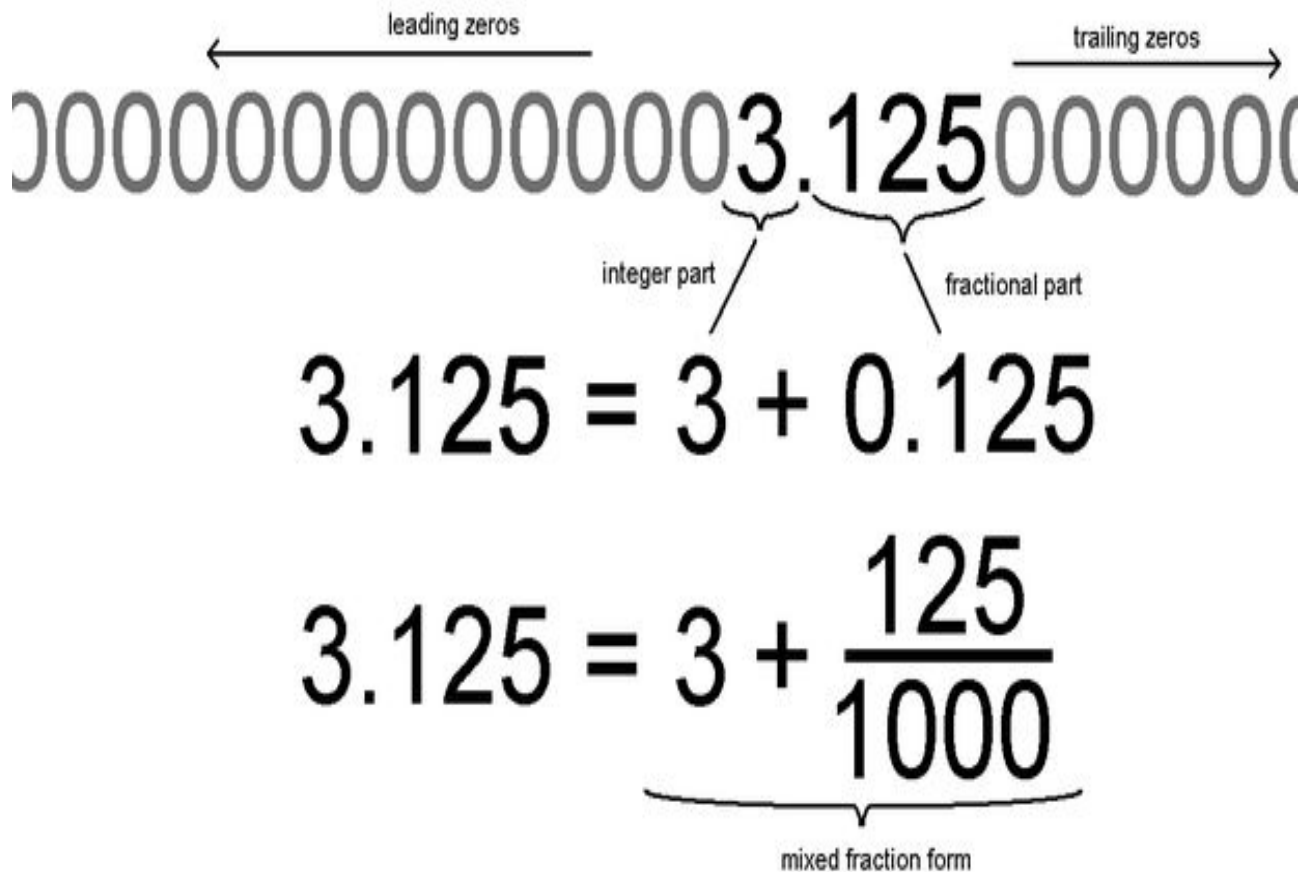 leading zeros
trailing zeros
00000000000003.125000000
integer part
fractional part
3.125 = 3 + 0.125
3.125 = 3 + 125
1000
mixed fraction form